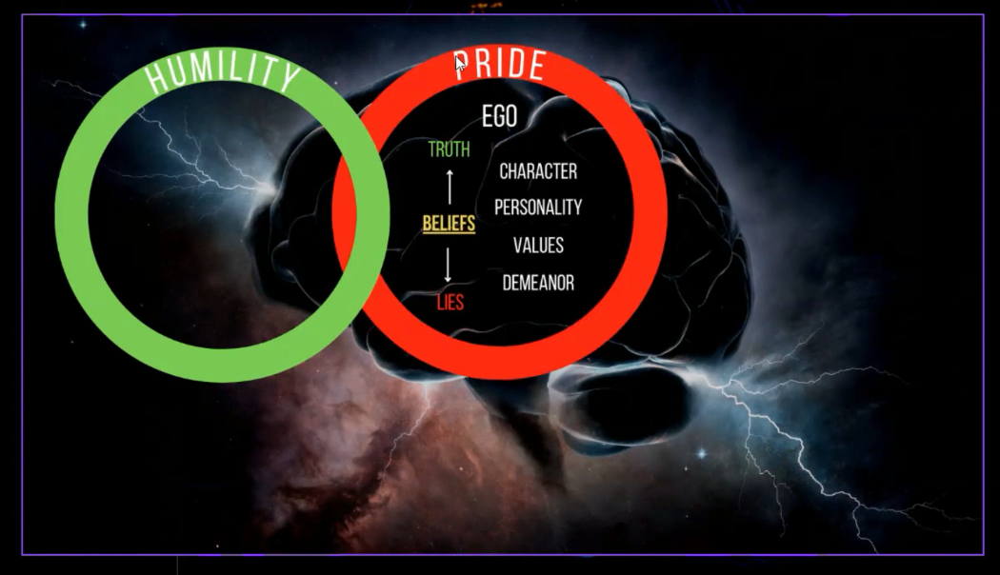 HUMILITY
PRIDE
EGO
TRUTH
BELIEFS
LIES
CHARACTER
PERSONALITY
VALUES
DEMEANOR